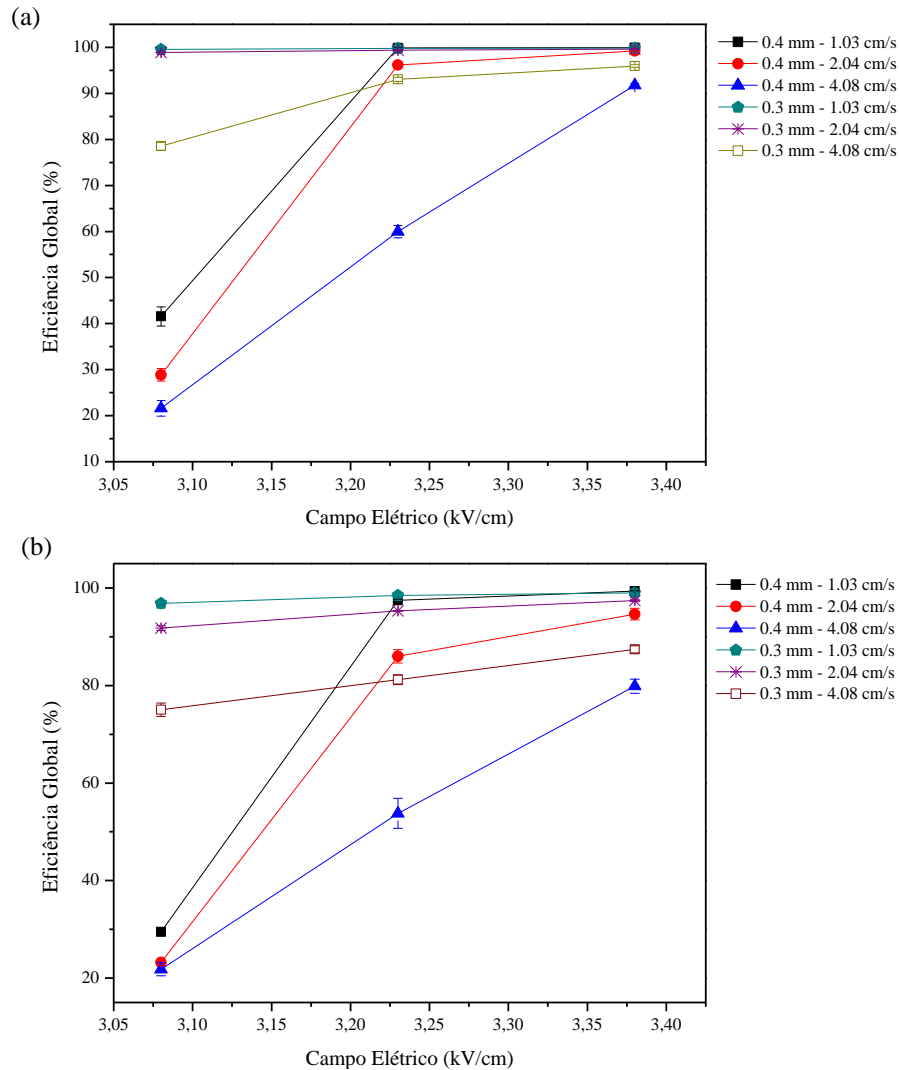 (a)
100
90
80
70
60
50
40
30
20
10
Eficiência Global (%)
3,05 3,10 3,15 3,20 3,25 3,30 3,35 3,40
Campo Elétrico (kV/cm)
0.4 mm - 1.03 cm/s
0.4 mm - 2.04 cm/s
0.4 mm - 4.08 cm/s
0.3 mm - 1.03 cm/s
0.3 mm - 2.04 cm/s
0.3 mm - 4.08 cm/s
(b)
100
80
60
40
20
Eficiência Global (%)
3,05 3,10 3,15 3,20 3,25 3,30 3,35 3,40
Campo Elétrico (kV/cm)
0.4 mm - 1.03 cm/s
0.4 mm - 2.04 cm/s
0.4 mm - 4.08 cm/s
0.3 mm - 1.03 cm/s
0.3 mm - 2.04 cm/s
0.3 mm - 4.08 cm/s